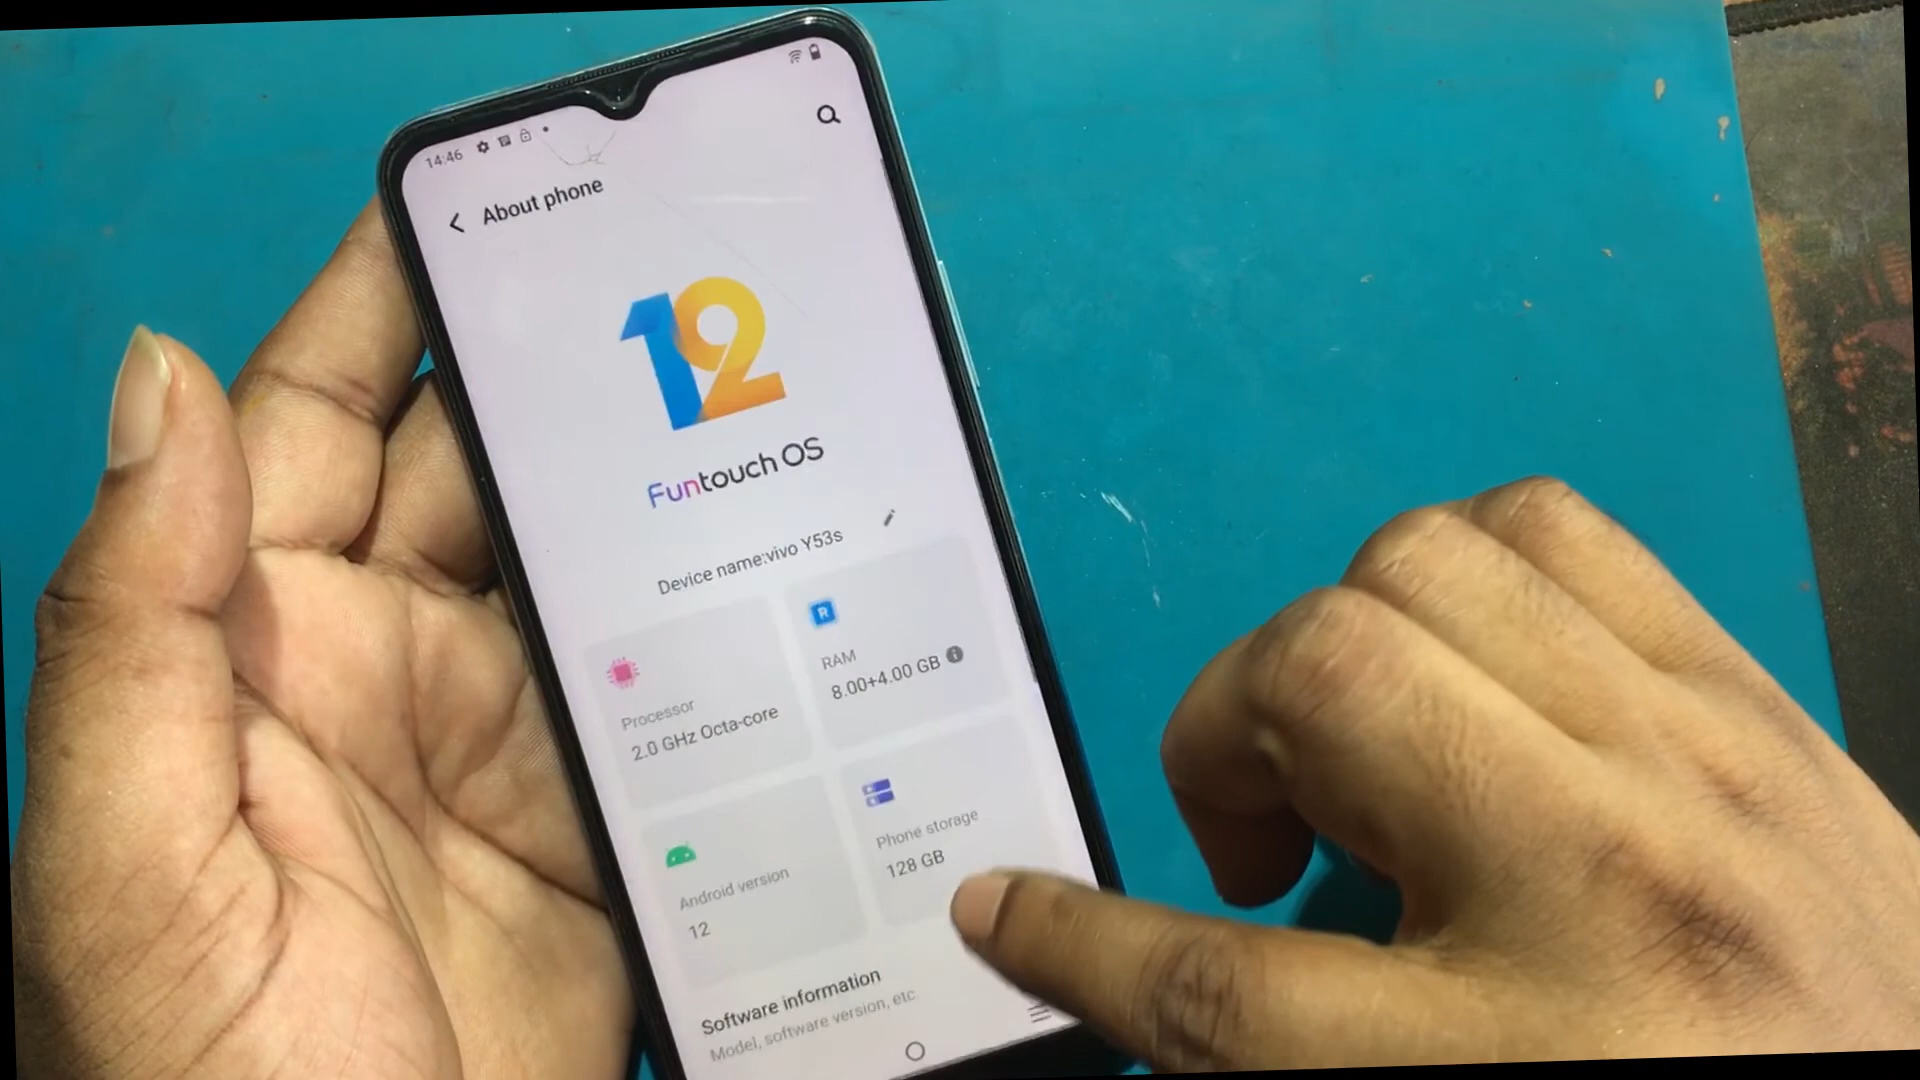 14:46
About phone
12
Funtouch OS
Device name:vivo Y53s
Processor
2.0 GHz Octa-core
R
RAM
8.00+4.00 GB
Android version
12
Phone storage
128 GB
Software information
Model, software version, etc.